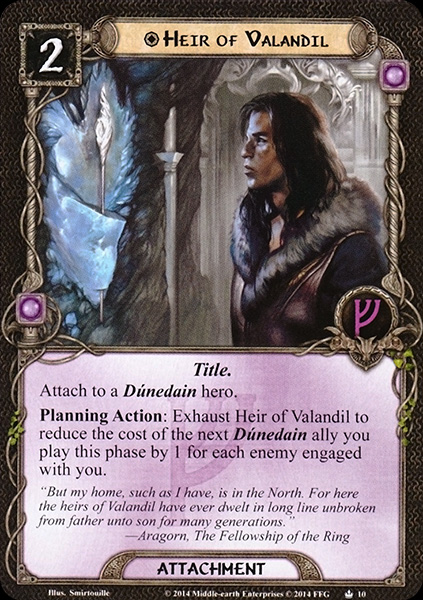 2
Heir of Valandil
Title.
Attach to a Dúnedain hero.
Planning Action: Exhaust Heir of Valandil to
reduce the cost of the next Dúnedain ally you
play this phase by 1 for each enemy engaged
with you.
“But my home, such as I have, is in the North. For here
the heirs of Valandil have ever dwelt in long line unbroken
from father unto son for many generations.”
—Aragorn, The Fellowship of the Ring
Attachment
Illus. Smirtouille © 2014 Middle-earth Enterprises © 2014 FFG 10